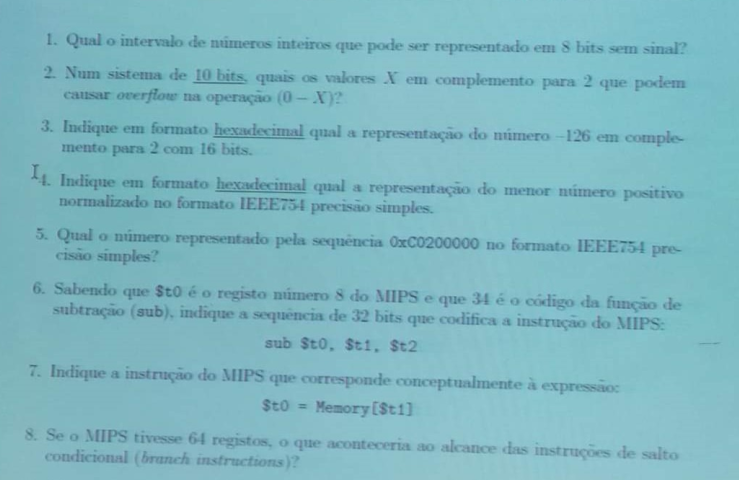 1. Qual o intervalo de números inteiros que pode ser representado em 8 bits sem sinal?
2. Num sistema de 10 bits, quais os valores X em complemento para 2 que podem
causar overflow na operação (0 − X)?
3. Indique em formato hexadecimal qual a representação do número −126 em comple-
mento para 2 com 16 bits.
4. Indique em formato hexadecimal qual a representação do menor número positivo
normalizado no formato IEEE754 precisão simples.
5. Qual o número representado pela sequência 0xC0200000 no formato IEEE754 pre-
cisão simples?
6. Sabendo que $t0 é o registo número 8 do MIPS e que 34 é o código da função de
subtração (sub), indique a sequência de 32 bits que codifica a instrução do MIPS:
sub $t0, $t1, $t2
7. Indique a instrução do MIPS que corresponde conceptualmente à expressão:
$t0 = Memory[$t1]
8. Se o MIPS tivesse 64 registos, o que aconteceria ao alcance das instruções de salto
condicional (branch instructions)?